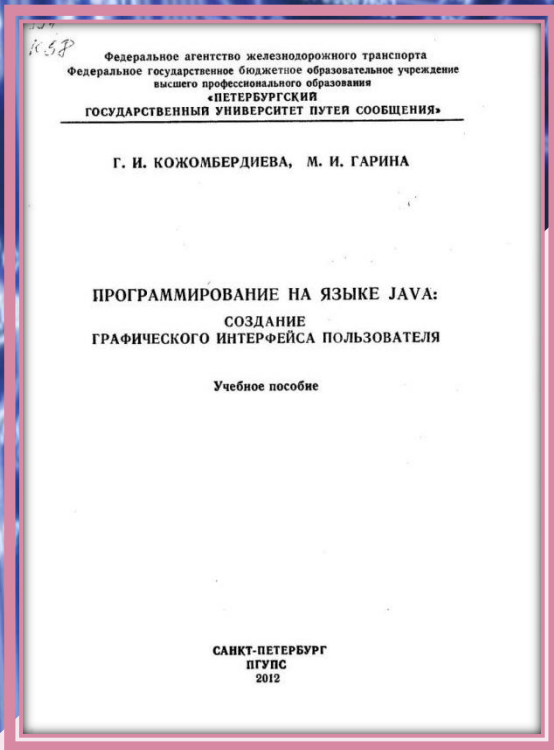 К58
Федеральное агентство железнодорожного транспорта
Федеральное государственное бюджетное образовательное учреждение
высшего профессионального образования
«ПЕТЕРБУРГСКИЙ
ГОСУДАРСТВЕННЫЙ УНИВЕРСИТЕТ ПУТЕЙ СООБЩЕНИЯ»
Г. И. КОЖОМБЕРДИЕВА, М. И. ГАРИНА
ПРОГРАММИРОВАНИЕ НА ЯЗЫКЕ JAVA:
СОЗДАНИЕ
ГРАФИЧЕСКОГО ИНТЕРФЕЙСА ПОЛЬЗОВАТЕЛЯ
Учебное пособие
САНКТ-ПЕТЕРБУРГ
ПГУПС
2012